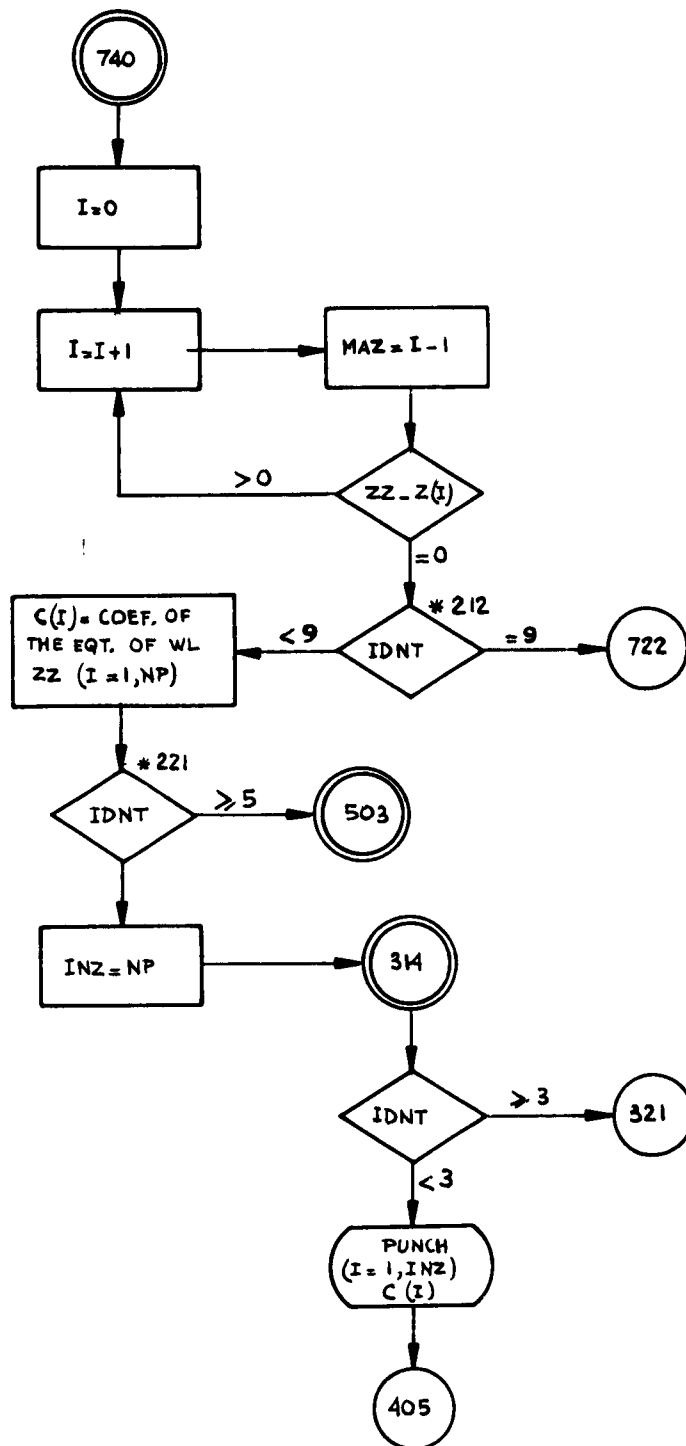 740
I=0
I=I+1
MAZ=I-1
>0
ZZ-Z(I)
=0
*212
C(I)=COEF. OF
THE EQT. OF WL
ZZ (I=1,NP)
<9
IDNT
=9
722
*221
IDNT
≥5
503
INZ=NP
314
IDNT
≥3
321
<3
PUNCH
(I=1,INZ)
C(I)
405